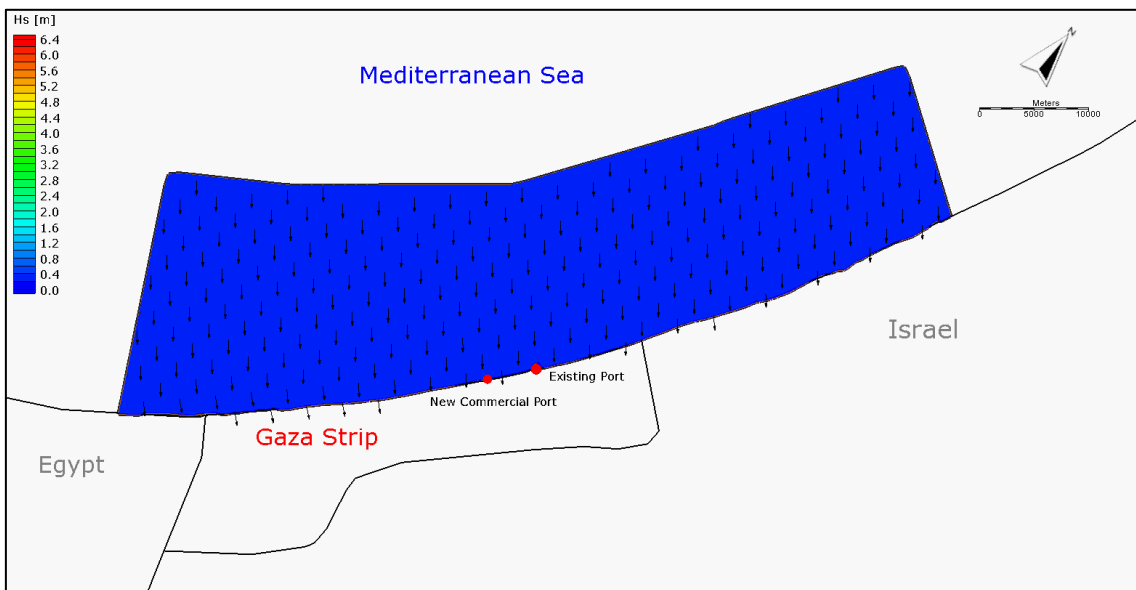 Hs [m]
6.4
6.0
5.6
5.2
4.8
4.4
4.0
3.6
3.2
2.8
2.4
2.0
1.6
1.2
0.8
0.4
0.0
Mediterranean Sea
N
Meters
0 5000 10000
Israel
Existing Port
New Commercial Port
Gaza Strip
Egypt